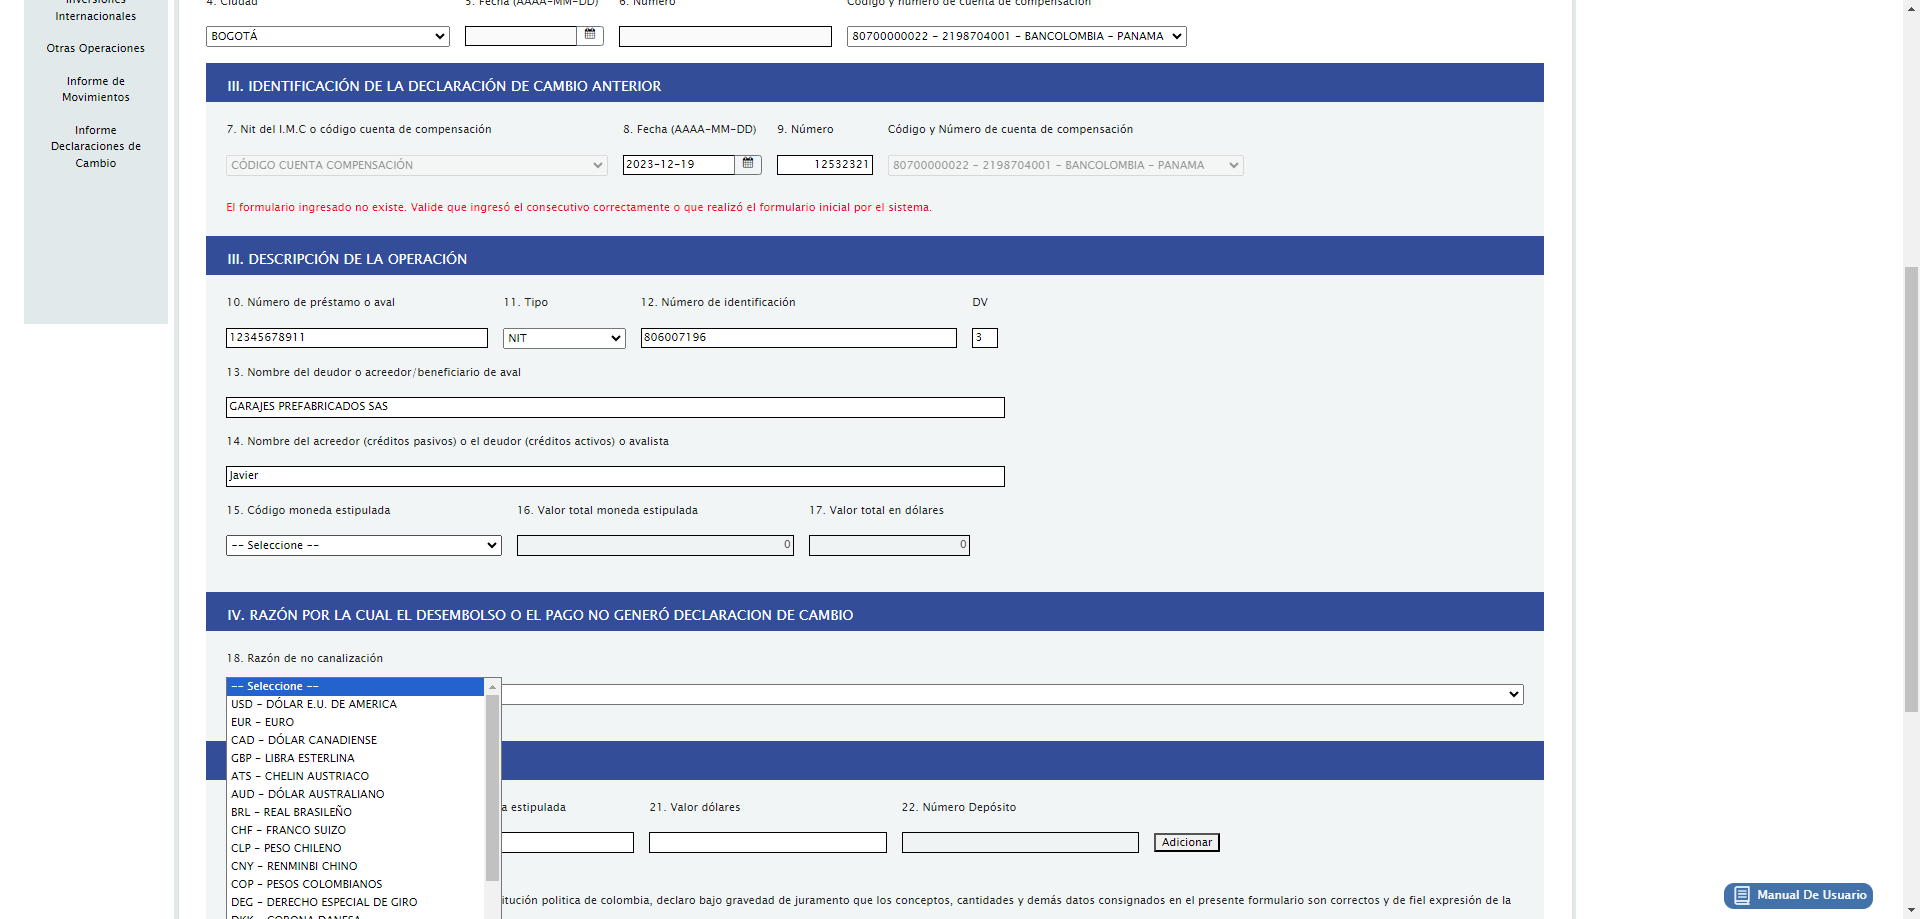 Inversiones
Internacionales
Otras Operaciones
Informe de
Movimientos
Informe
Declaraciones de
Cambio
4. Ciudad
5. Fecha (AAAA-MM-DD)
6. Número
Código y número de cuenta de compensación
BOGOTÁ
80700000022 - 2198704001 - BANCOLOMBIA - PANAMA
III. IDENTIFICACIÓN DE LA DECLARACIÓN DE CAMBIO ANTERIOR
7. Nit del I.M.C o código cuenta de compensación
8. Fecha (AAAA-MM-DD)
9. Número
Código y Número de cuenta de compensación
CÓDIGO CUENTA COMPENSACIÓN
2023-12-19
12532321
80700000022 - 2198704001 - BANCOLOMBIA - PANAMA
El formulario ingresado no existe. Valide que ingresó el consecutivo correctamente o que realizó el formulario inicial por el sistema.
III. DESCRIPCIÓN DE LA OPERACIÓN
10. Número de préstamo o aval
11. Tipo
12. Número de identificación
DV
12345678911
NIT
806007196
3
13. Nombre del deudor o acreedor/beneficiario de aval
GARAJES PREFABRICADOS SAS
14. Nombre del acreedor (créditos pasivos) o el deudor (créditos activos) o avalista
Javier
15. Código moneda estipulada
16. Valor total moneda estipulada
17. Valor total en dólares
-- Seleccione --
0
0
IV. RAZÓN POR LA CUAL EL DESEMBOLSO O EL PAGO NO GENERÓ DECLARACION DE CAMBIO
18. Razón de no canalización
-- Seleccione --
USD - DÓLAR E.U. DE AMERICA
EUR - EURO
CAD - DÓLAR CANADIENSE
GBP - LIBRA ESTERLINA
ATS - CHELIN AUSTRIACO
AUD - DÓLAR AUSTRALIANO
BRL - REAL BRASILEÑO
CHF - FRANCO SUIZO
CLP - PESO CHILENO
CNY - RENMINBI CHINO
COP - PESOS COLOMBIANOS
DEG - DERECHO ESPECIAL DE GIRO
DKK - CORONA DANESA
a estipulada
21. Valor dólares
22. Número Depósito
Adicionar
itución politica de colombia, declaro bajo gravedad de juramento que los conceptos, cantidades y demás datos consignados en el presente formulario son correctos y de fiel expresión de la
Manual De Usuario